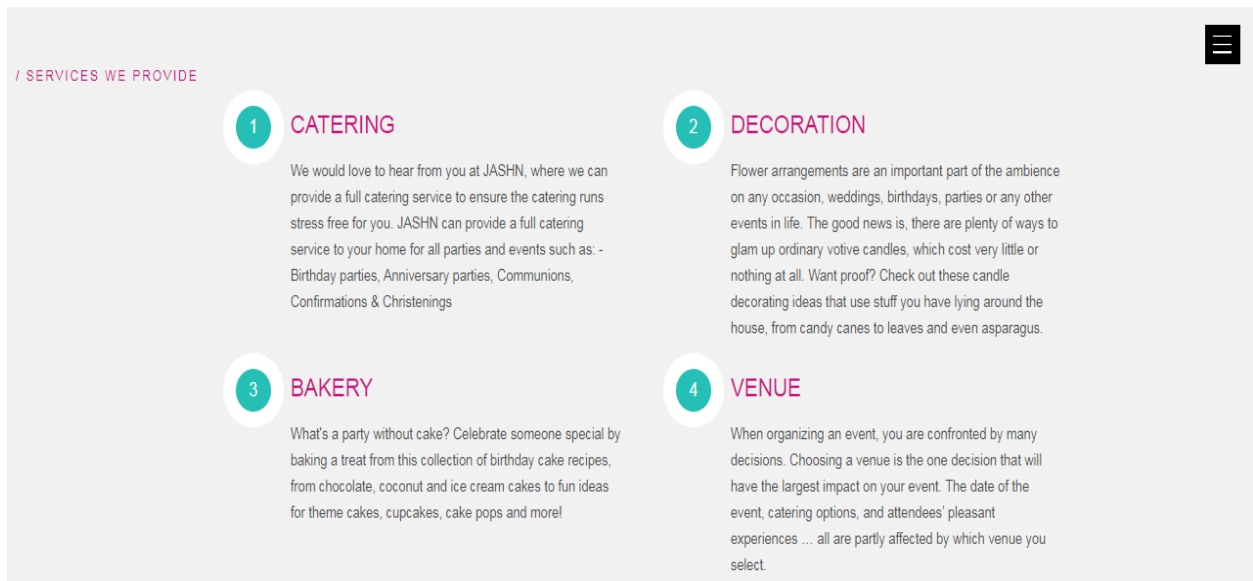 / SERVICES WE PROVIDE
1
CATERING
We would love to hear from you at JASHN, where we can
provide a full catering service to ensure the catering runs
stress free for you. JASHN can provide a full catering
service to your home for all parties and events such as: -
Birthday parties, Anniversary parties, Communions,
Confirmations & Christenings
2
DECORATION
Flower arrangements are an important part of the ambience
on any occasion, weddings, birthdays, parties or any other
events in life. The good news is, there are plenty of ways to
glam up ordinary votive candles, which cost very little or
nothing at all. Want proof? Check out these candle
decorating ideas that use stuff you have lying around the
house, from candy canes to leaves and even asparagus.
3
BAKERY
What's a party without cake? Celebrate someone special by
baking a treat from this collection of birthday cake recipes,
from chocolate, coconut and ice cream cakes to fun ideas
for theme cakes, cupcakes, cake pops and more!
4
VENUE
When organizing an event, you are confronted by many
decisions. Choosing a venue is the one decision that will
have the largest impact on your event. The date of the
event, catering options, and attendees' pleasant
experiences … all are partly affected by which venue you
select.